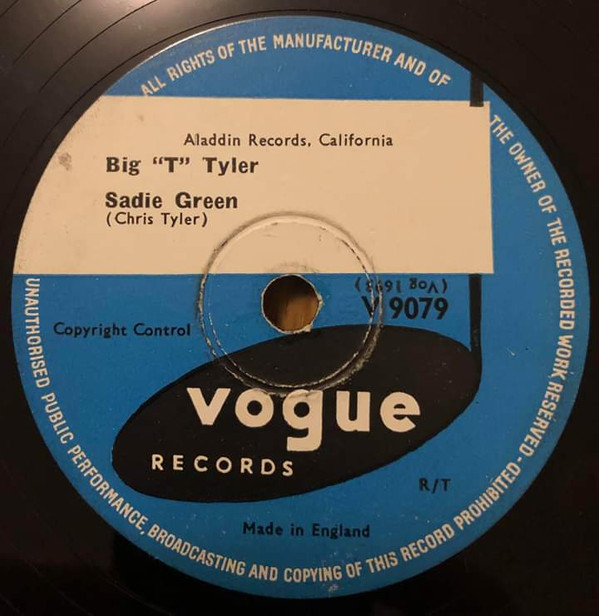 ALL RIGHTS OF THE MANUFACTURER AND OF THE OWNER OF THE RECORDED WORK RESERVED - UNAUTHORISED PUBLIC PERFORMANCE, BROADCASTING AND COPYING OF THIS RECORD PROHIBITED -
Aladdin Records, California
Big “T” Tyler
Sadie Green
(Chris Tyler)
(Vog 1693)
V 9079
Copyright Control
vogue
RECORDS
R/T
Made in England